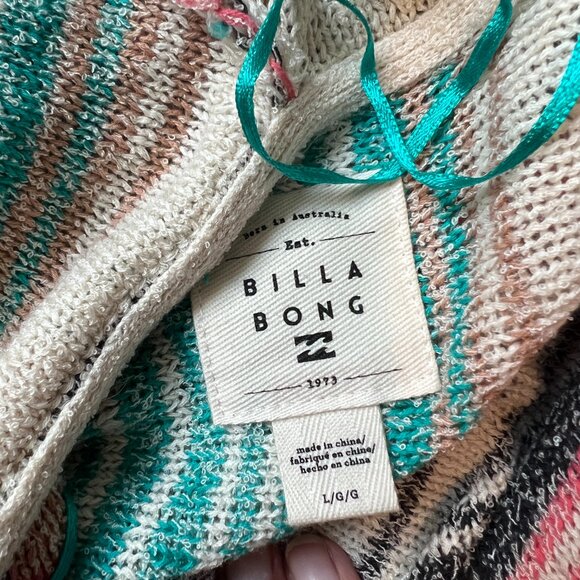 Born in Australia
Est.
BILLA
BONG
1973
made in china/
fabriqué en chine/
hecho en china
L/G/G